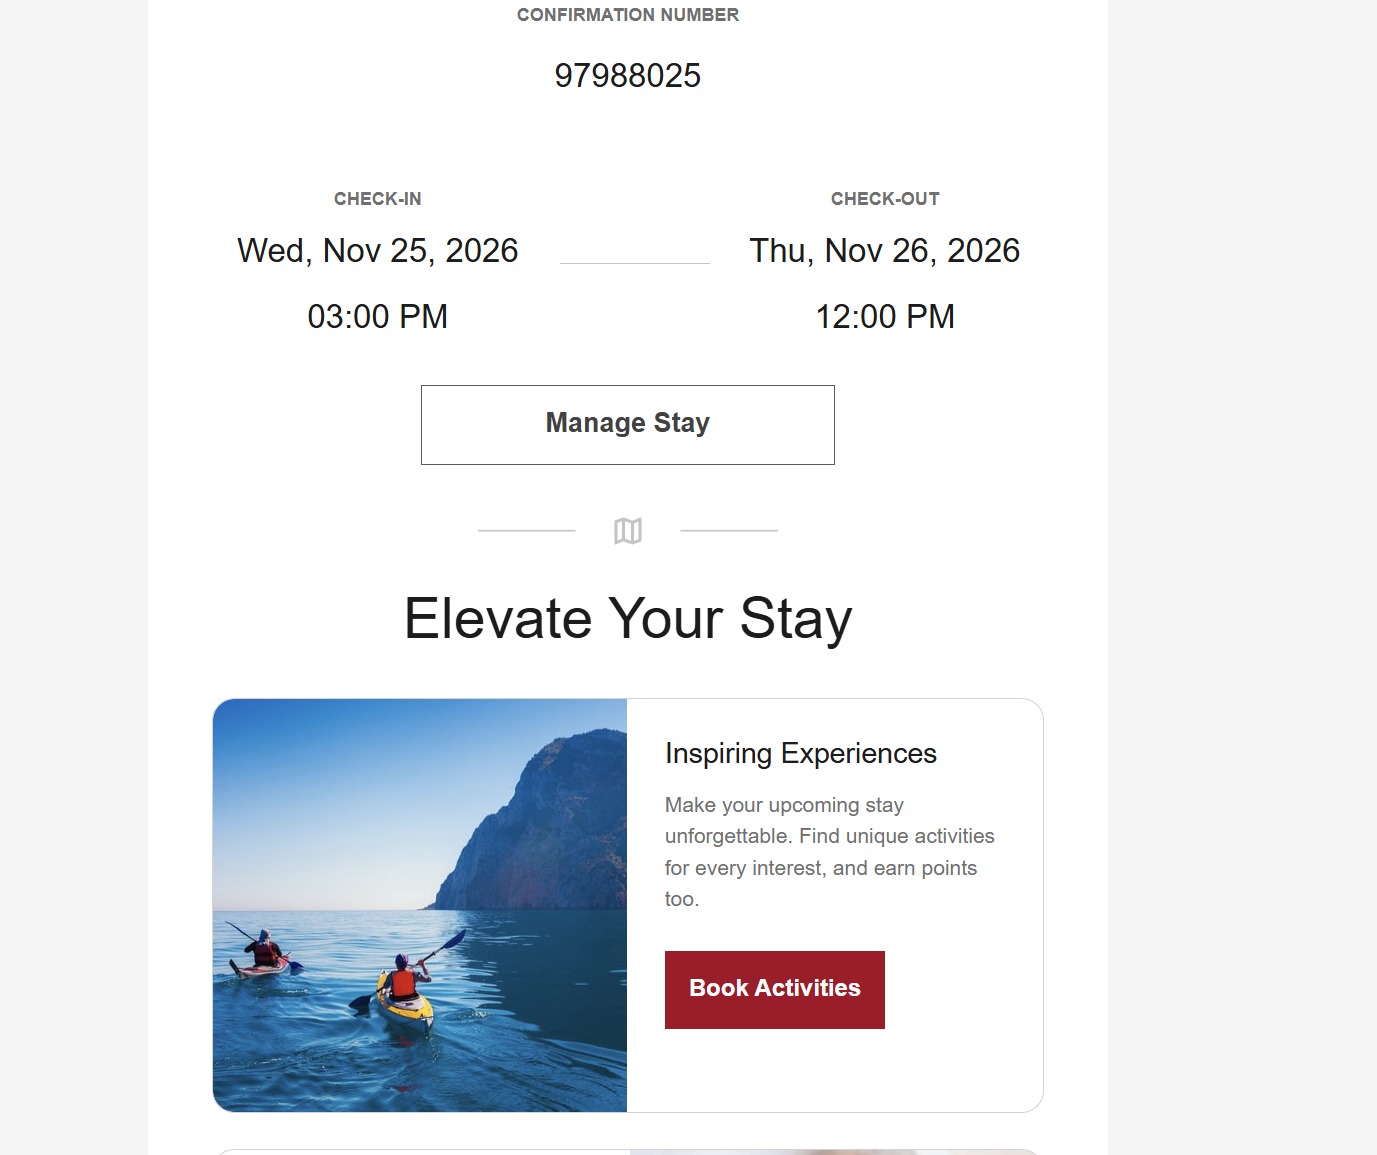 CONFIRMATION NUMBER
97988025
CHECK-IN
Wed, Nov 25, 2026
03:00 PM
CHECK-OUT
Thu, Nov 26, 2026
12:00 PM
Manage Stay
Elevate Your Stay
Inspiring Experiences
Make your upcoming stay
unforgettable. Find unique activities
for every interest, and earn points
too.
Book Activities